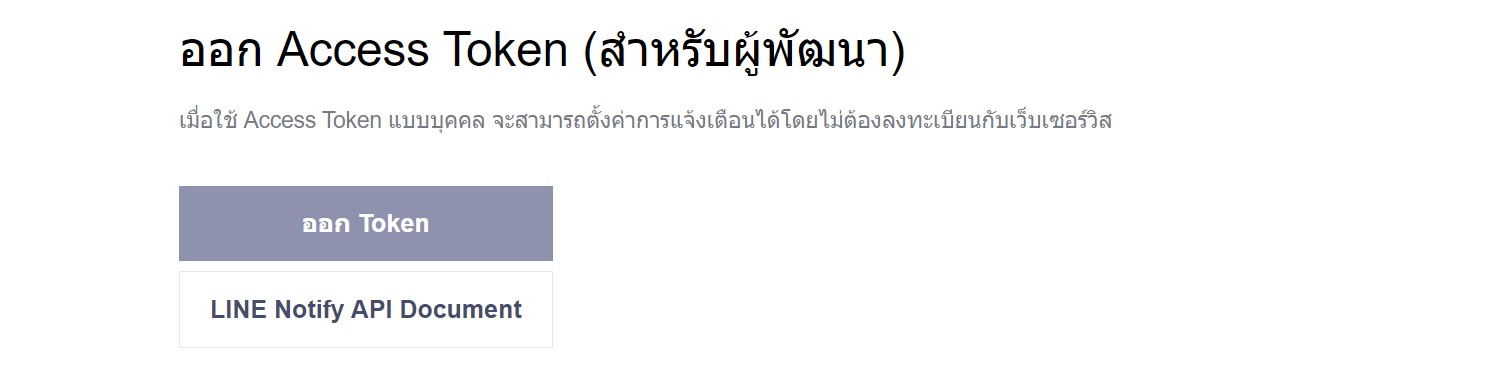 ออก Access Token (สำหรับผู้พัฒนา)
เมื่อใช้ Access Token แบบบุคคล จะสามารถตั้งค่าการแจ้งเตือนได้โดยไม่ต้องลงทะเบียนกับเว็บเซอร์วิส
ออก Token
LINE Notify API Document